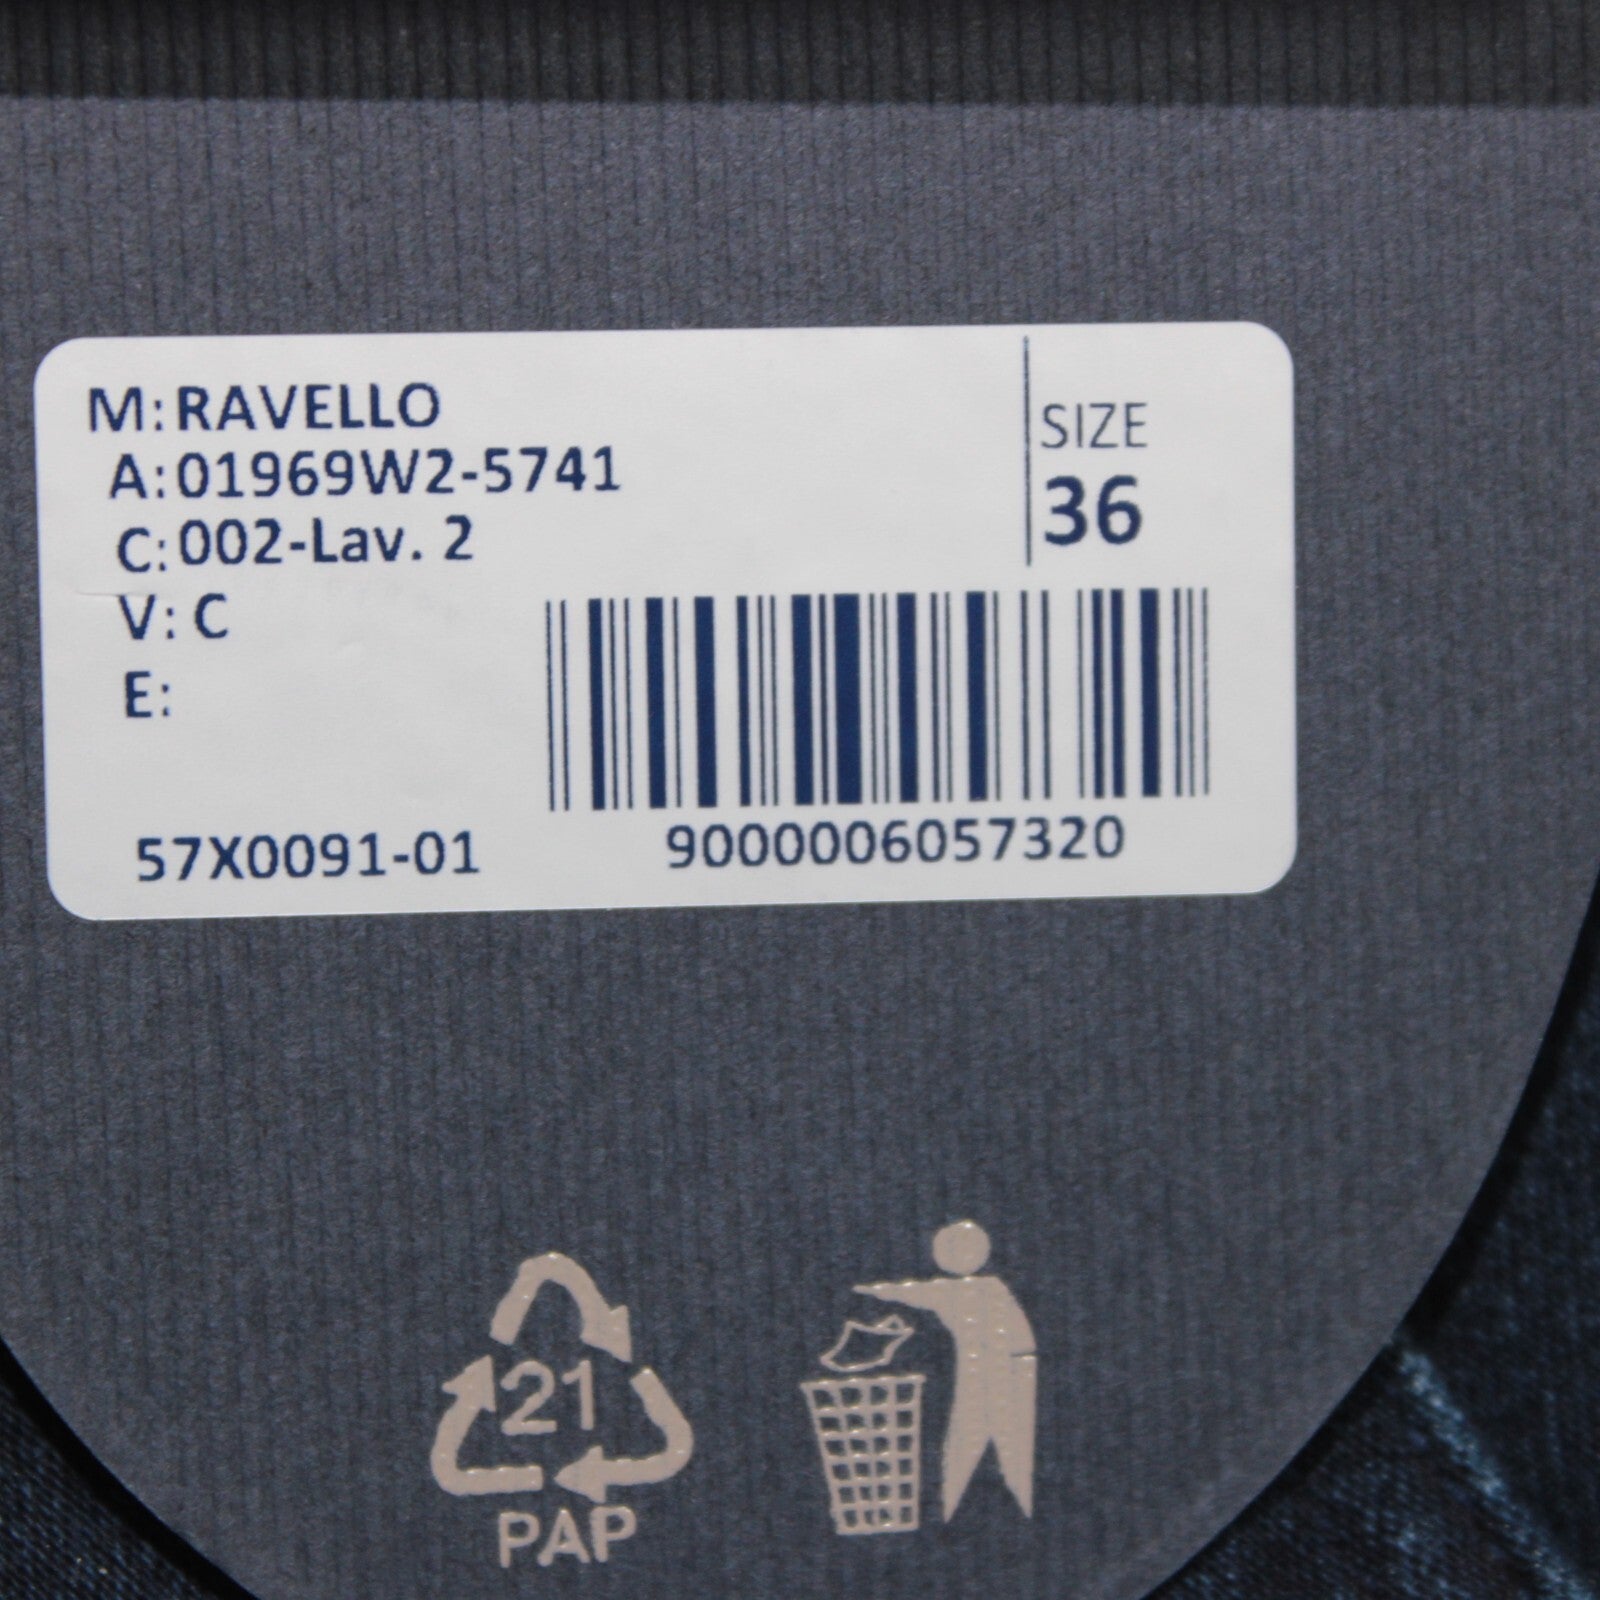 M: RAVELLO
A: 01969W2-5741
C: 002-Lav. 2
V: C
E:
SIZE
36
57X0091-01
9000006057320
21
PAP